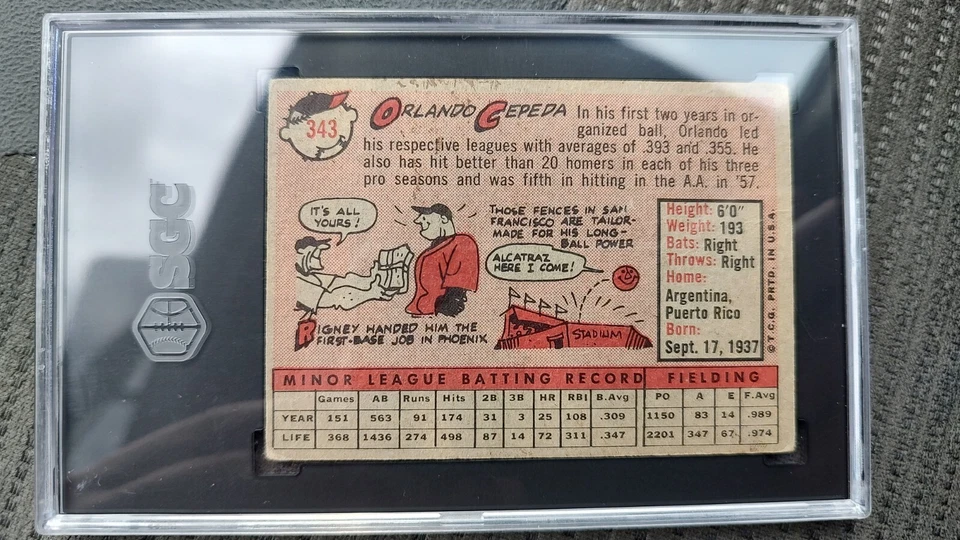 SGC
343
ORLANDO CEPEDA
In his first two years in or-
ganized ball, Orlando led
his respective leagues with averages of .393 and .355. He
also has hit better than 20 homers in each of his three
pro seasons and was fifth in hitting in the A.A. in '57.
IT'S ALL
YOURS!
RIGNEY HANDED HIM THE
FIRST-BASE JOB IN PHOENIX
THOSE FENCES IN SAN
FRANCISCO ARE TAILOR-
MADE FOR HIS LONG-
BALL POWER
ALCATRAZ
HERE I COME!
STADIUM
Height: 6'0"
Weight: 193
Bats: Right
Throws: Right
Home:
Argentina,
Puerto Rico
Born:
Sept. 17, 1937
© T.C.G. PRTD. IN U.S.A.
MINOR LEAGUE BATTING RECORD FIELDING
Games AB Runs Hits 2B 3B HR RBI B.Avg PO A E F.Avg
YEAR 151 563 91 174 31 3 25 108 .309 1150 83 14 .989
LIFE 368 1436 274 498 87 14 72 311 .347 2201 347 67 .974